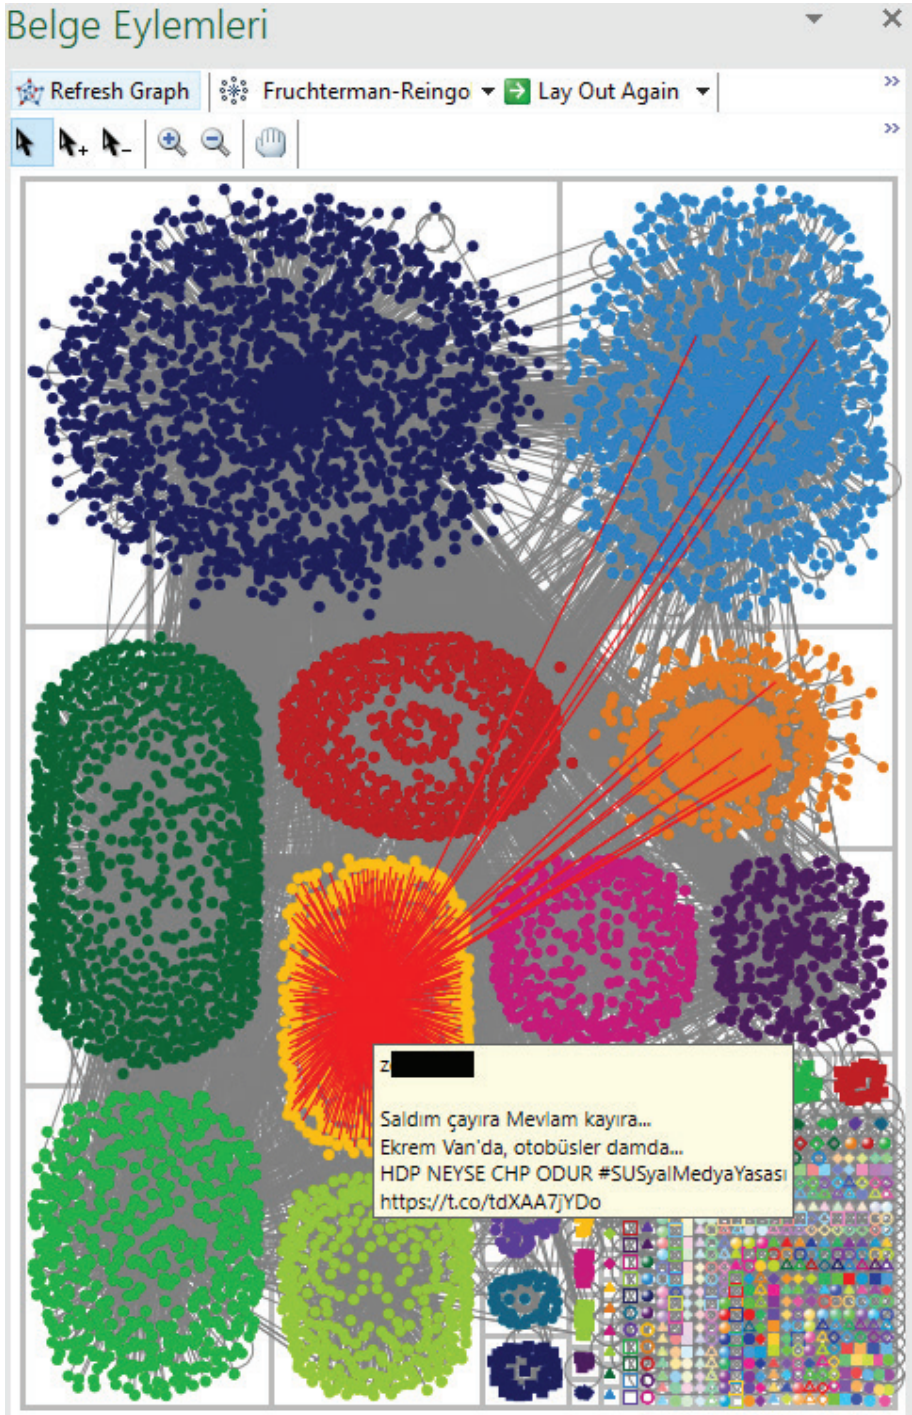 Belge Eylemleri
Refresh Graph Fruchterman-Reingo Lay Out Again
z
Saldım çayıra Mevlam kayıra...
Ekrem Van'da, otobüsler damda...
HDP NEYSE CHP ODUR #SUSyalMedyaYasası
https://t.co/tdXAA7jYDo